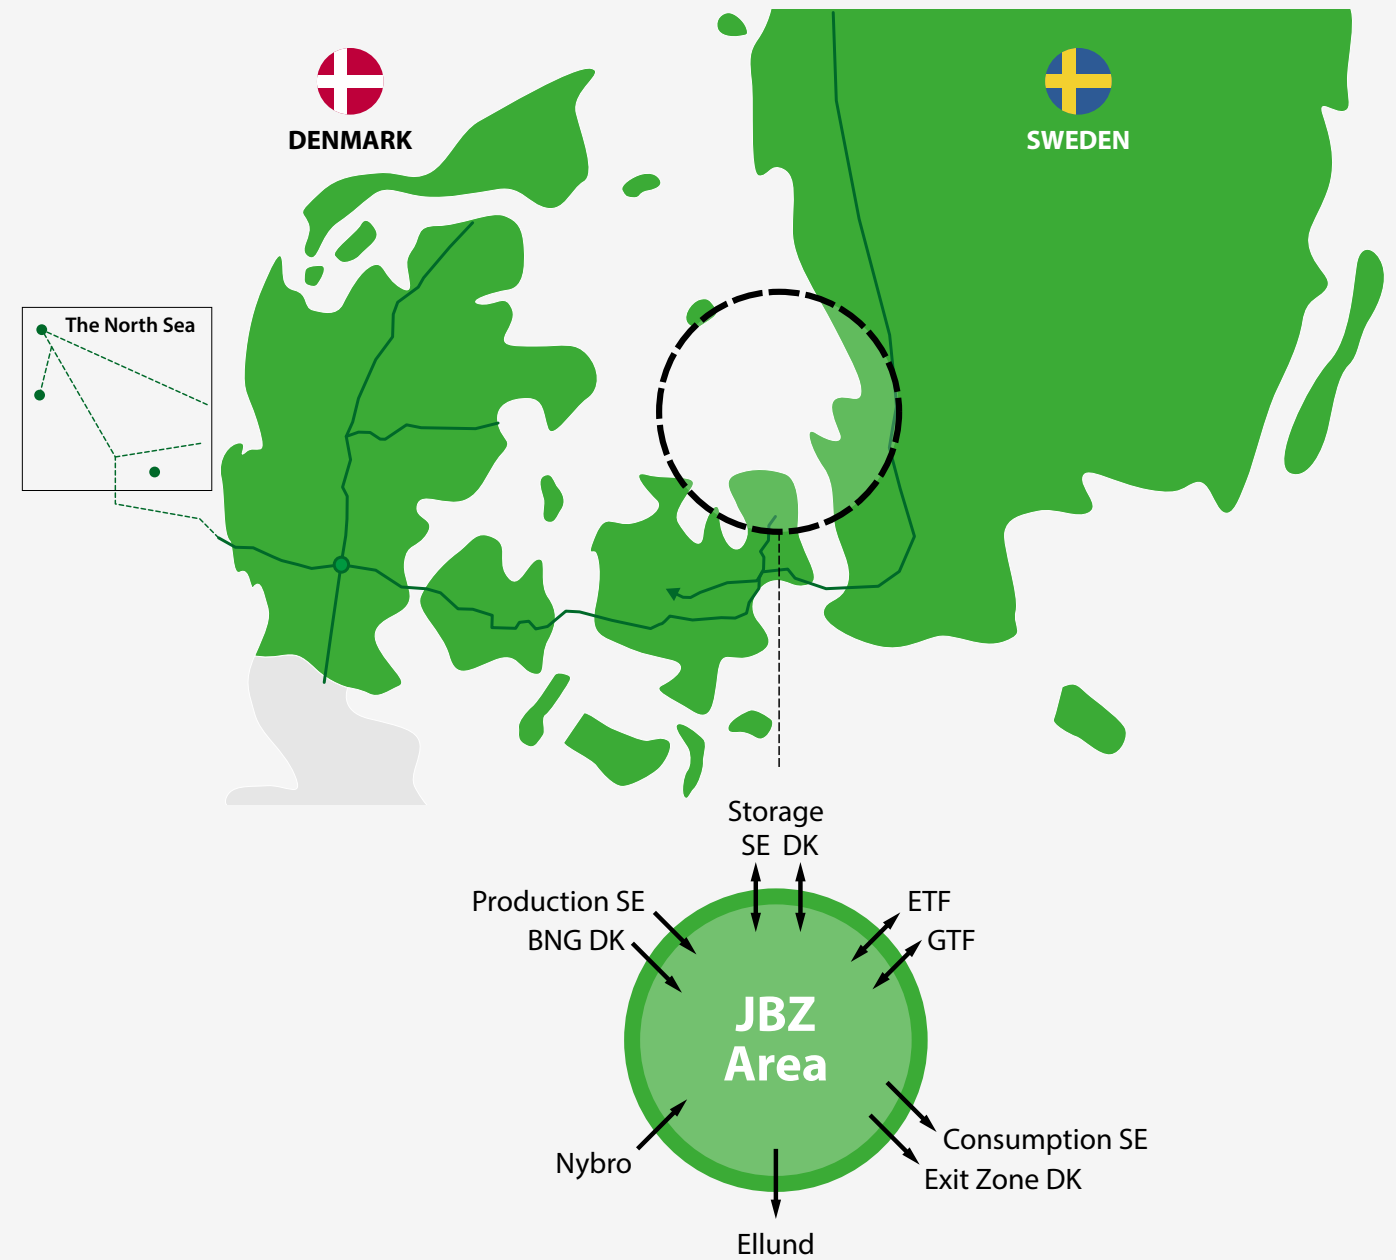 DENMARK
SWEDEN
The North Sea
Storage
SE DK
Production SE
ETF
BNG DK
GTF
JBZ
Area
Consumption SE
Nybro
Exit Zone DK
Ellund